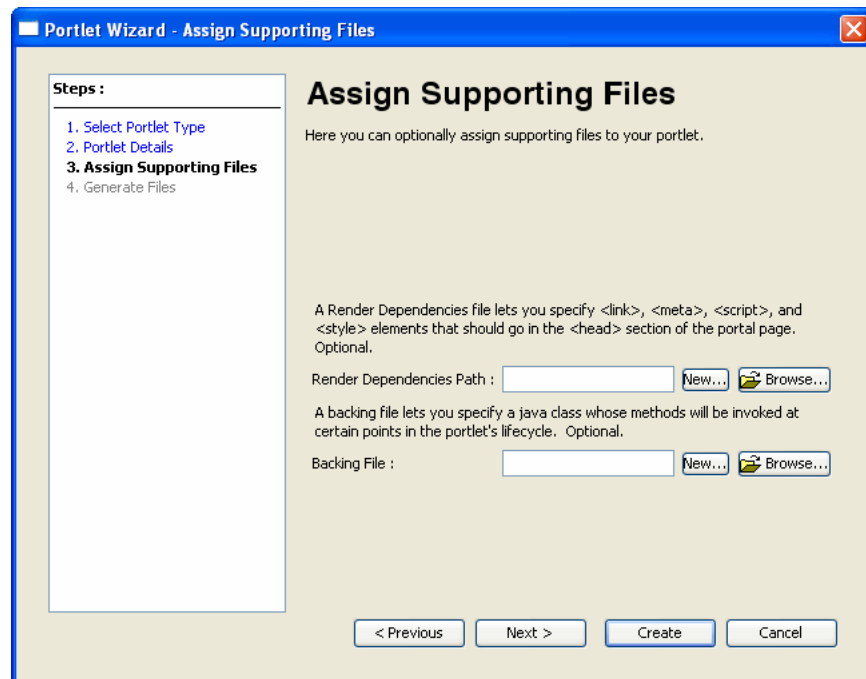 Portlet Wizard - Assign Supporting Files
Steps :
1. Select Portlet Type
2. Portlet Details
3. Assign Supporting Files
4. Generate Files
Assign Supporting Files
Here you can optionally assign supporting files to your portlet.
A Render Dependencies file lets you specify <link>, <meta>, <script>, and
<style> elements that should go in the <head> section of the portal page.
Optional.
Render Dependencies Path : New... Browse...
A backing file lets you specify a java class whose methods will be invoked at
certain points in the portlet's lifecycle. Optional.
Backing File : New... Browse...
< Previous Next > Create Cancel